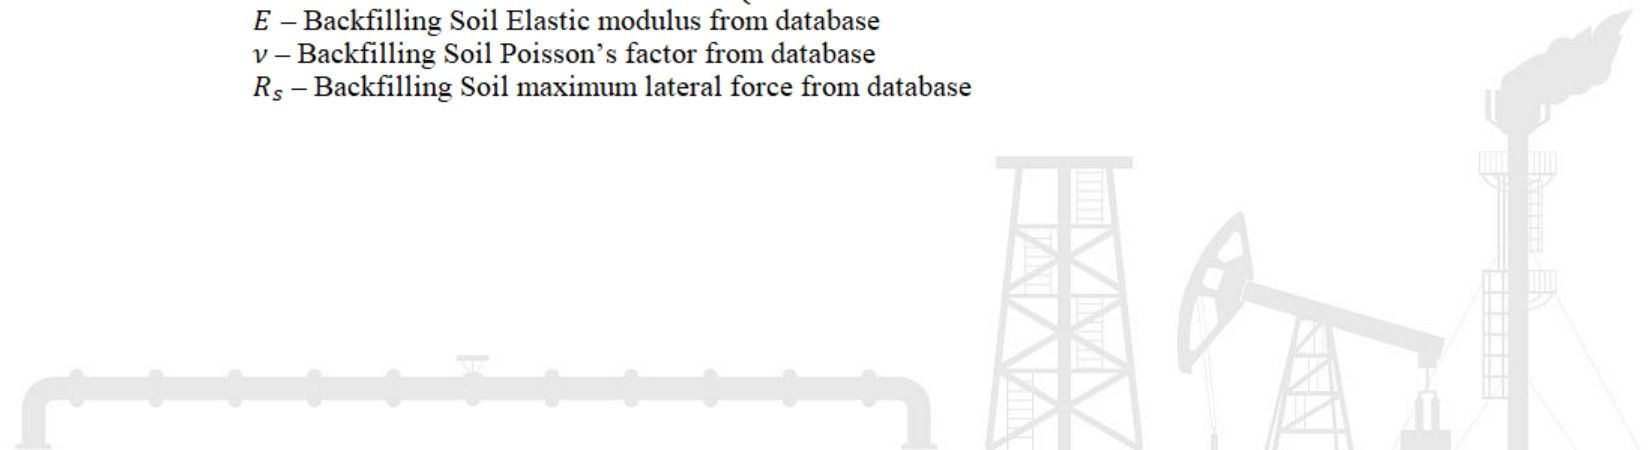 E – Backfilling Soil Elastic modulus from database
ν – Backfilling Soil Poisson’s factor from database
Rₛ – Backfilling Soil maximum lateral force from database